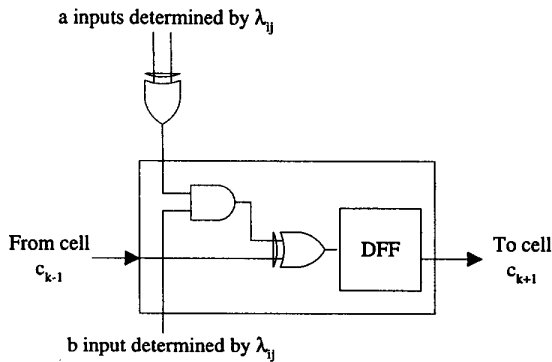 a inputs determined by λij
From cell
ck-1
DFF
To cell
ck+1
b input determined by λij